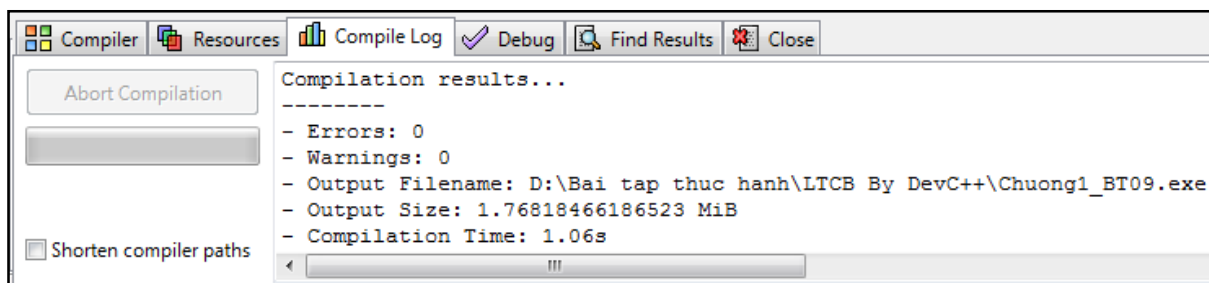 Compiler Resources Compile Log Debug Find Results Close
Abort Compilation
Compilation results...
--------
- Errors: 0
- Warnings: 0
- Output Filename: D:\Bai tap thuc hanh\LTCB By DevC++\Chuong1_BT09.exe
- Output Size: 1.76818466186523 MiB
- Compilation Time: 1.06s
Shorten compiler paths